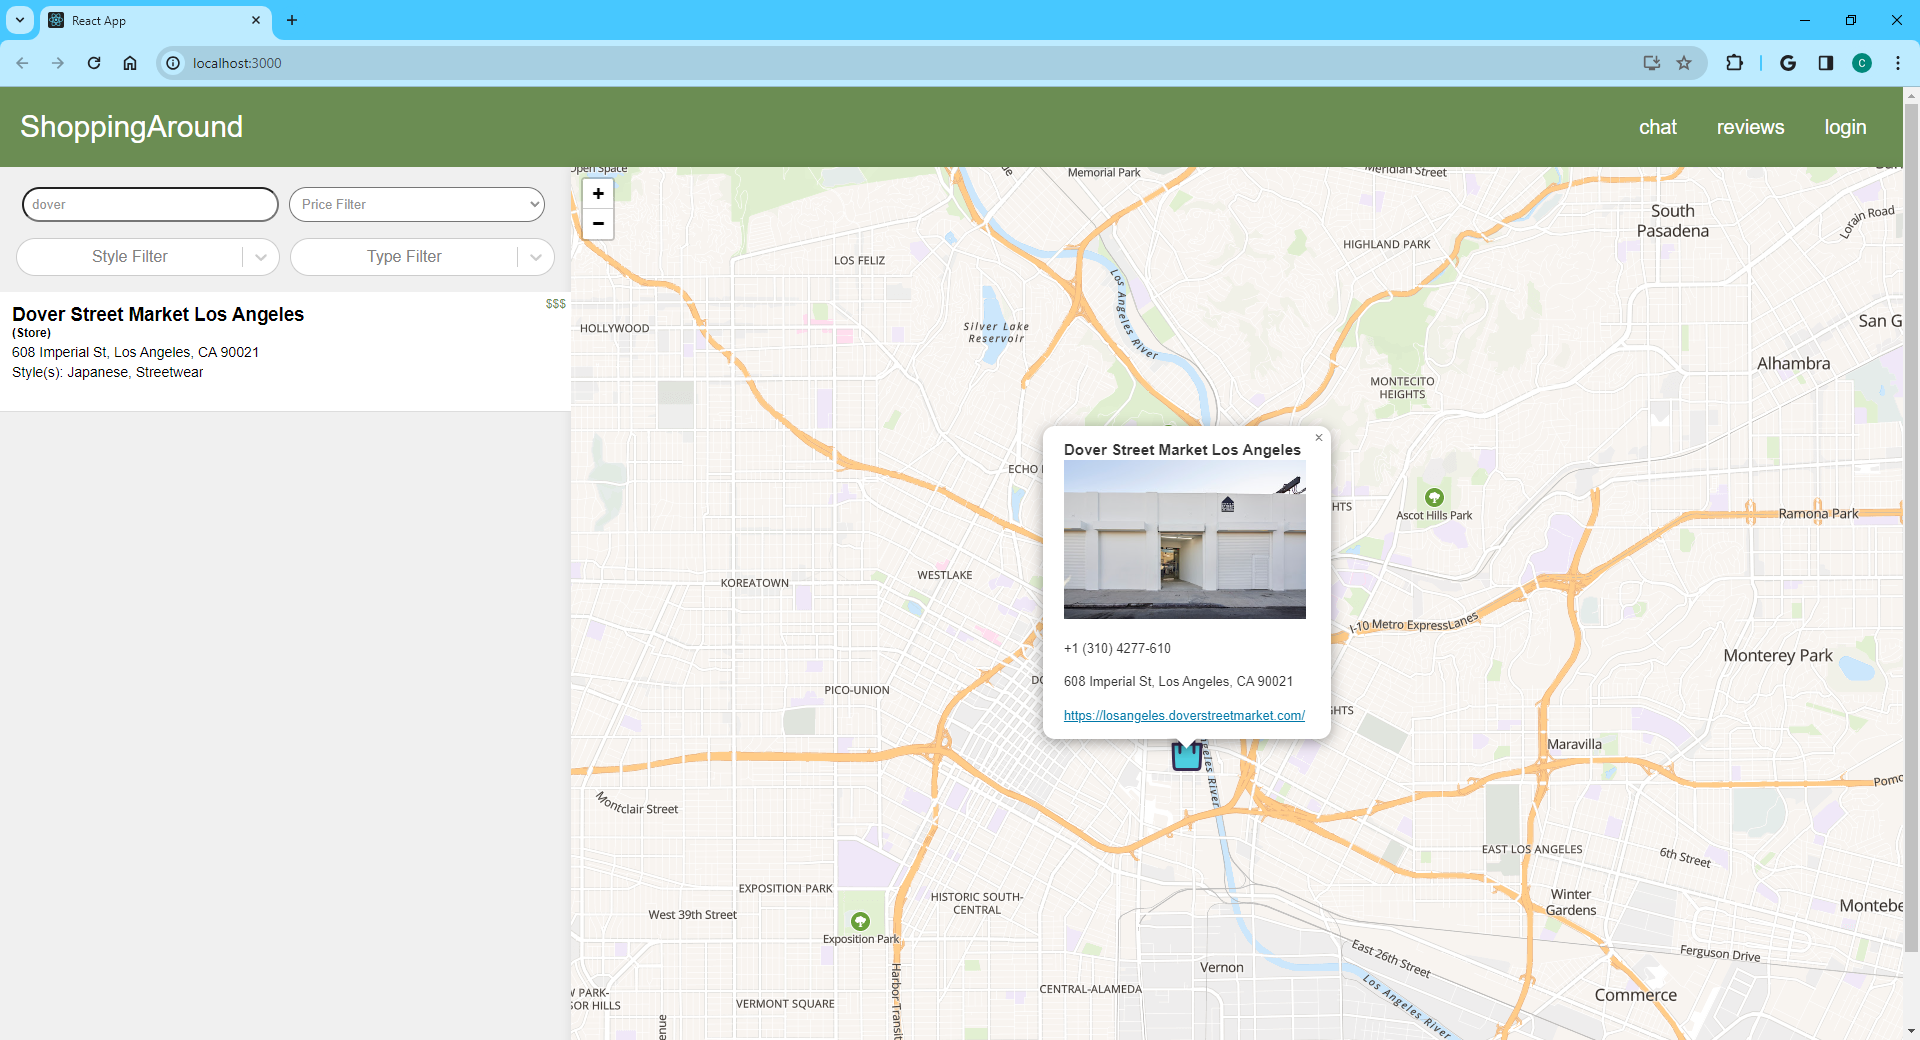 React App
localhost:3000
C
ShoppingAround
chat
reviews
login
dover
Price Filter
Style Filter
Type Filter
Dover Street Market Los Angeles
$$$
(Store)
608 Imperial St, Los Angeles, CA 90021
Style(s): Japanese, Streetwear
+
−
Open Space
Memorial Park
Meridian Street
South
Pasadena
Lorain Road
HIGHLAND PARK
LOS FELIZ
Los Angeles River
HOLLYWOOD
Silver Lake
Reservoir
San G
Alhambra
MONTECITO
HEIGHTS
ECHO
Dover Street Market Los Angeles
×
HTS
Ascot Hills Park
Ramona Park
KOREATOWN
WESTLAKE
I-10 Metro ExpressLanes
+1 (310) 4277-610
Monterey Park
608 Imperial St, Los Angeles, CA 90021
PICO-UNION
GHTS
https://losangeles.doverstreetmarket.com/
Maravilla
geles River
Pomo
Montclair Street
EAST LOS ANGELES
6th Street
EXPOSITION PARK
HISTORIC SOUTH-
CENTRAL
Winter
Gardens
West 39th Street
Montebe
Exposition Park
East 26th Street
Ferguson Drive
Vernon
Harbor Transit
CENTRAL-ALAMEDA
Los Angeles River
Commerce
W PARK-
SOR HILLS
VERMONT SQUARE
enue